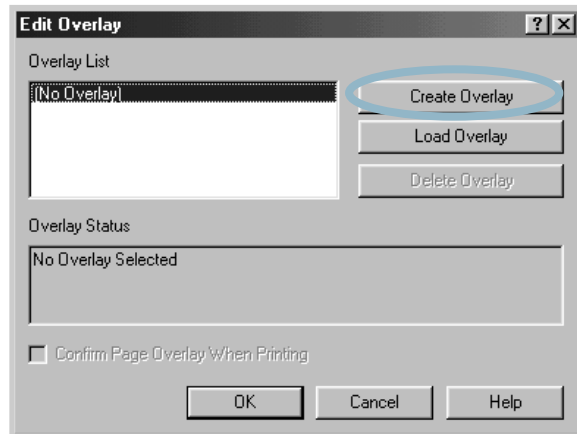 Edit Overlay
Overlay List
(No Overlay)
Create Overlay
Load Overlay
Delete Overlay
Overlay Status
No Overlay Selected
Confirm Page Overlay When Printing
OK Cancel Help